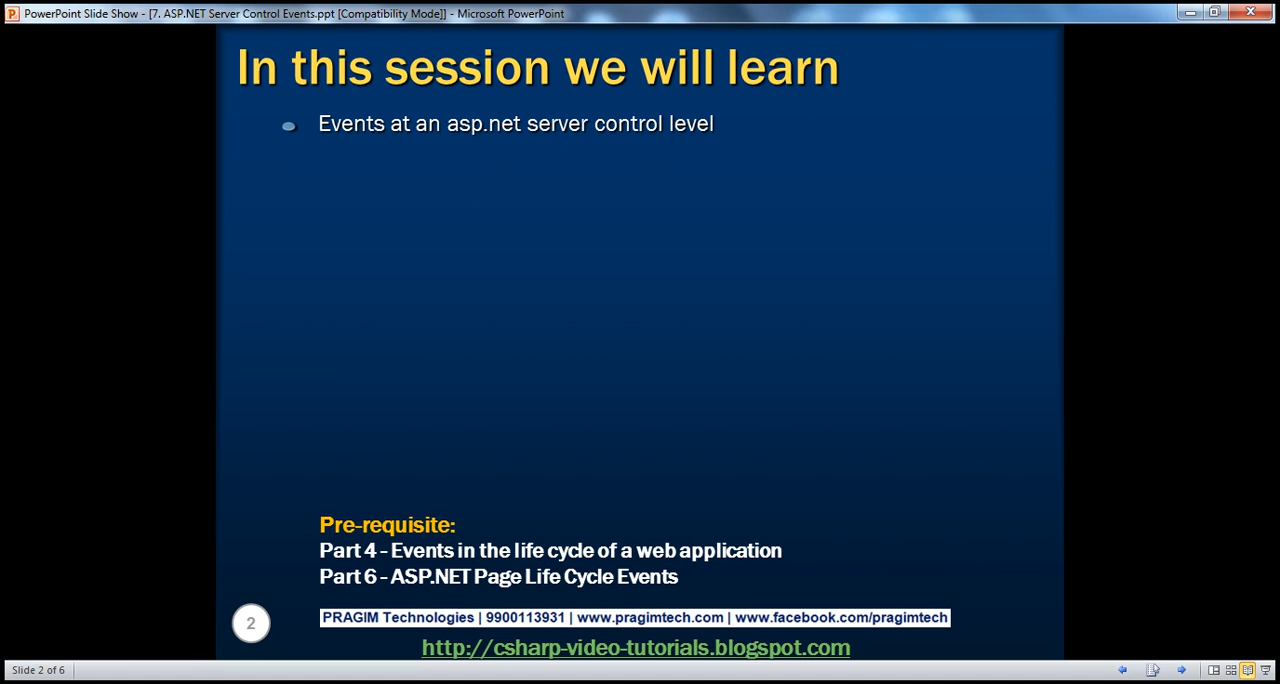 PowerPoint Slide Show - [7. ASP.NET Server Control Events.ppt [Compatibility Mode]] - Microsoft PowerPoint
In this session we will learn
Events at an asp.net server control level
Pre-requisite:
Part 4 - Events in the life cycle of a web application
Part 6 - ASP.NET Page Life Cycle Events
2
PRAGIM Technologies | 9900113931 | www.pragimtech.com | www.facebook.com/pragimtech
http://csharp-video-tutorials.blogspot.com
Slide 2 of 6